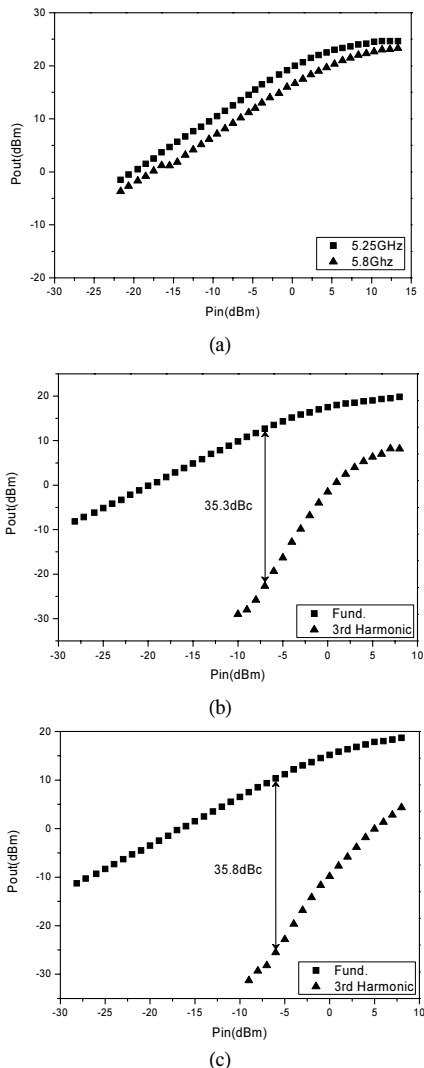 30
20
10
0
-10
20
Pout(dBm)
-25 -20 -15 -10 -5 0 5 10 15
Pin(dBm)
5.25GHz
5.8Ghz
(a)
20
10
0
-10
-20
-30
Pout(dBm)
35.3dBc
Fund.
3rd Harmonic
-30 -25 -20 -15 -10 -5 0 5 10
Pin(dBm)
(b)
20
10
0
-10
-20
-30
Pout(dBm)
35.8dBc
Fund.
3rd Harmonic
-30 -25 -20 -15 -10 -5 0 5 10
Pin(dBm)
(c)